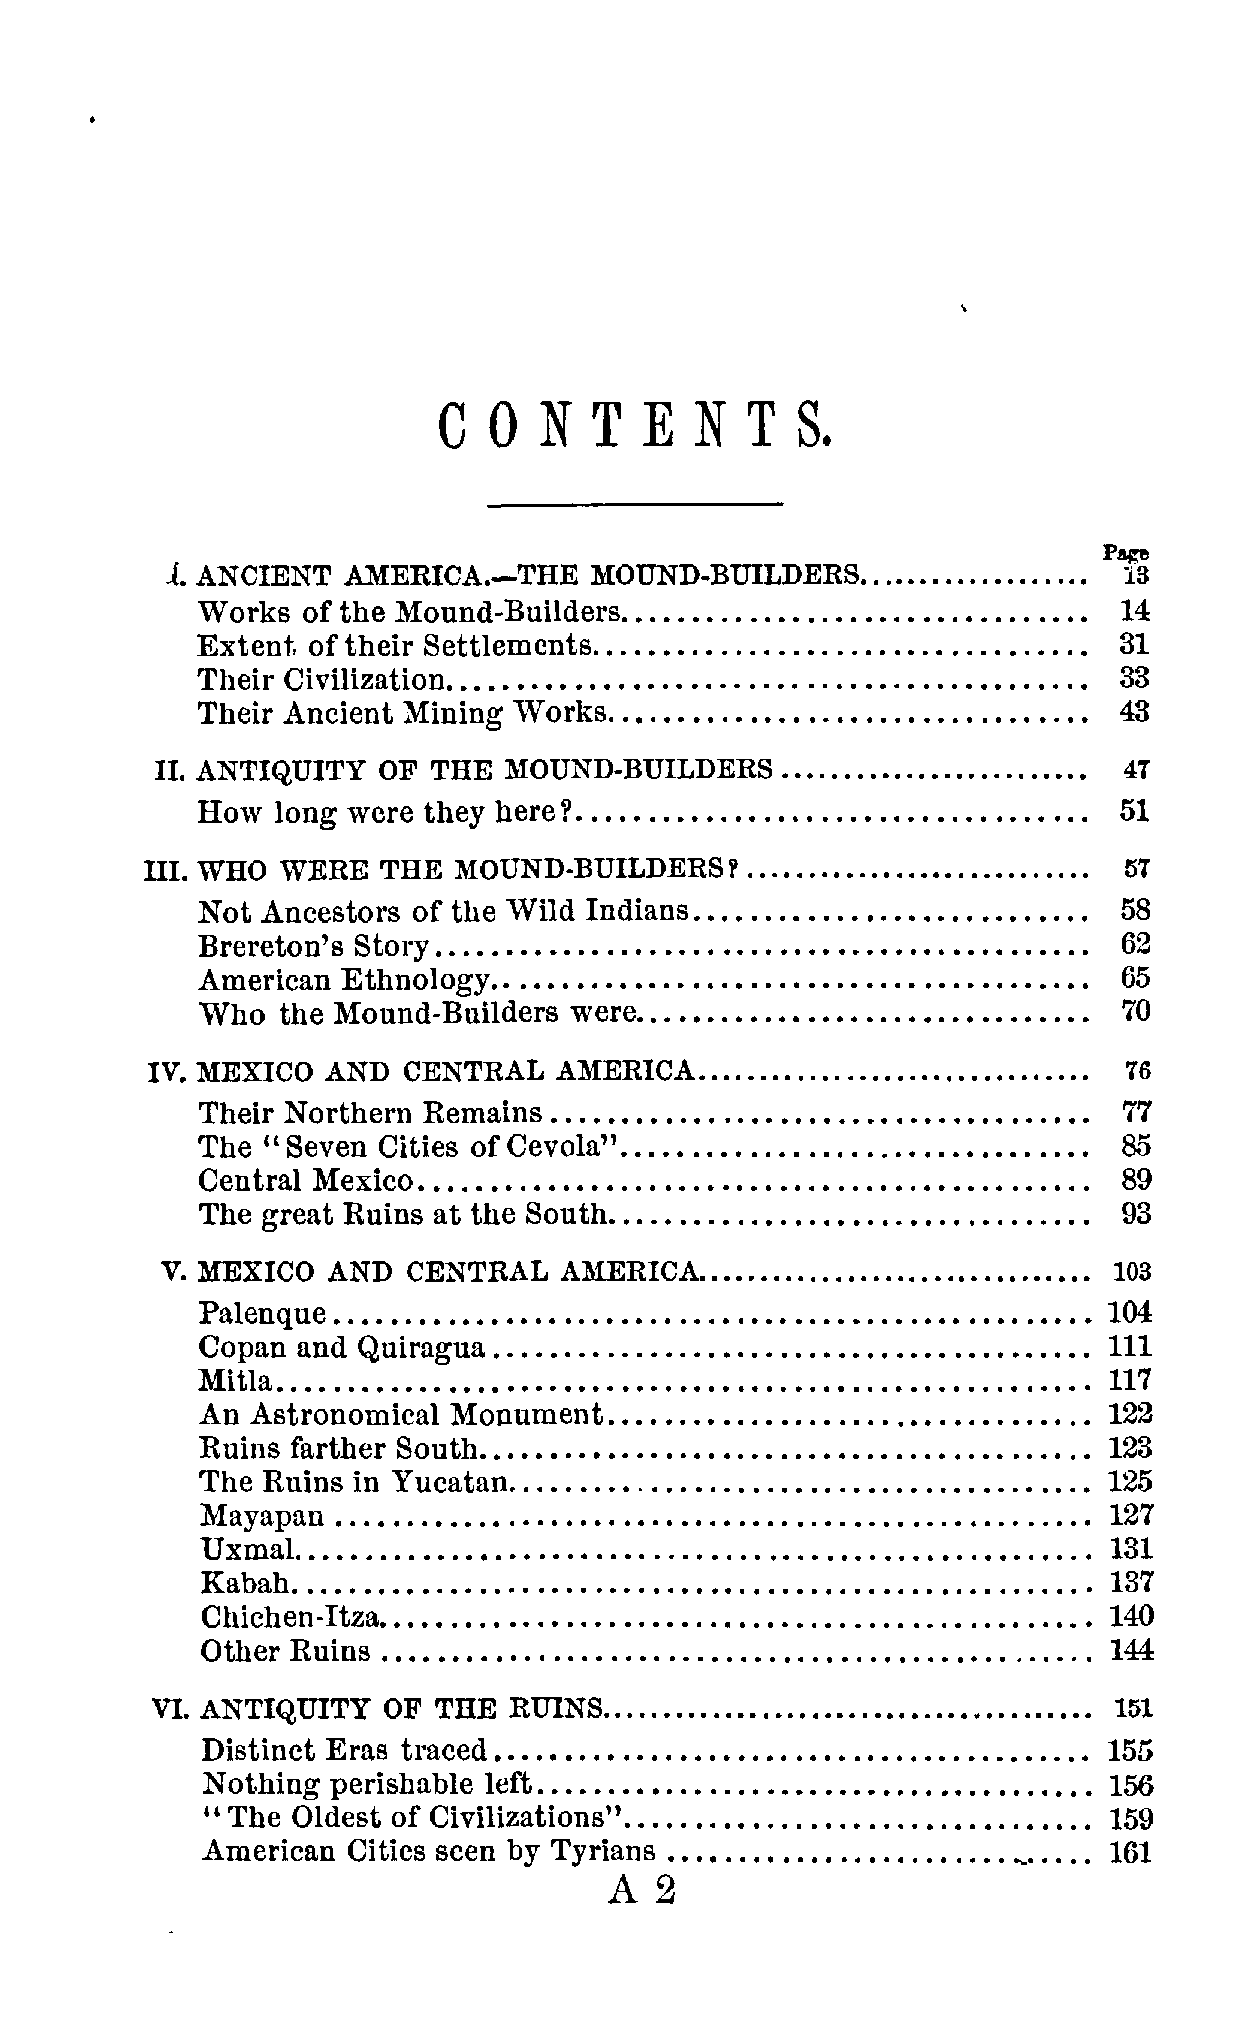 CONTENTS.
Page
I. ANCIENT AMERICA.—THE MOUND-BUILDERS.................. 13
Works of the Mound-Builders................................ 14
Extent of their Settlements.................................. 31
Their Civilization............................................. 33
Their Ancient Mining Works................................. 43
II. ANTIQUITY OF THE MOUND-BUILDERS ......................... 47
How long were they here?.................................... 51
III. WHO WERE THE MOUND-BUILDERS? ............................ 57
Not Ancestors of the Wild Indians............................ 58
Brereton's Story.............................................. 62
American Ethnology.......................................... 65
Who the Mound-Builders were................................ 70
IV. MEXICO AND CENTRAL AMERICA................................ 76
Their Northern Remains ...................................... 77
The "Seven Cities of Cevola"................................. 85
Central Mexico............................................... 89
The great Ruins at the South.................................. 93
V. MEXICO AND CENTRAL AMERICA................................ 103
Palenque ..................................................... 104
Copan and Quiragua .......................................... 111
Mitla......................................................... 117
An Astronomical Monument.................................. 122
Ruins farther South........................................... 123
The Ruins in Yucatan......................................... 125
Mayapan ..................................................... 127
Uxmal........................................................ 131
Kabah........................................................ 137
Chichen-Itza.................................................. 140
Other Ruins .................................................. 144
VI. ANTIQUITY OF THE RUINS........................................ 151
Distinct Eras traced.......................................... 155
Nothing perishable left....................................... 156
"The Oldest of Civilizations"................................. 159
American Cities seen by Tyrians .............................. 161
A 2